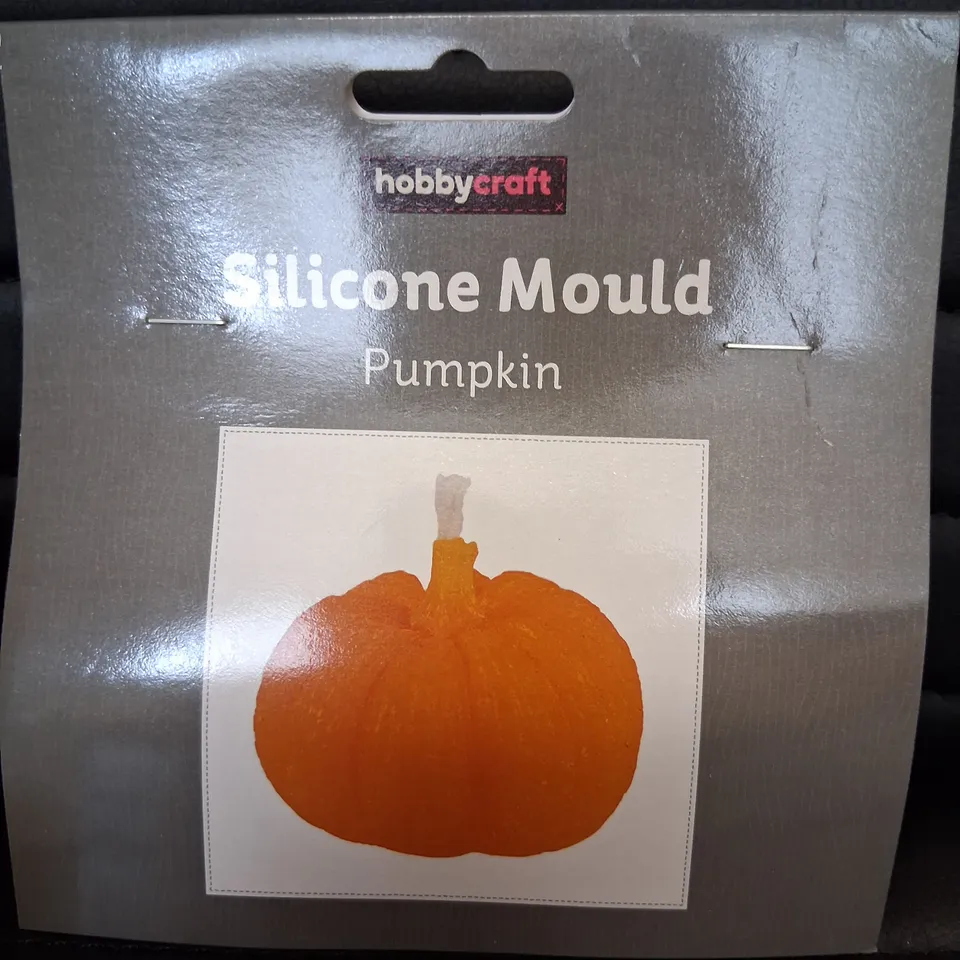 hobbycraft
Silicone Mould
Pumpkin